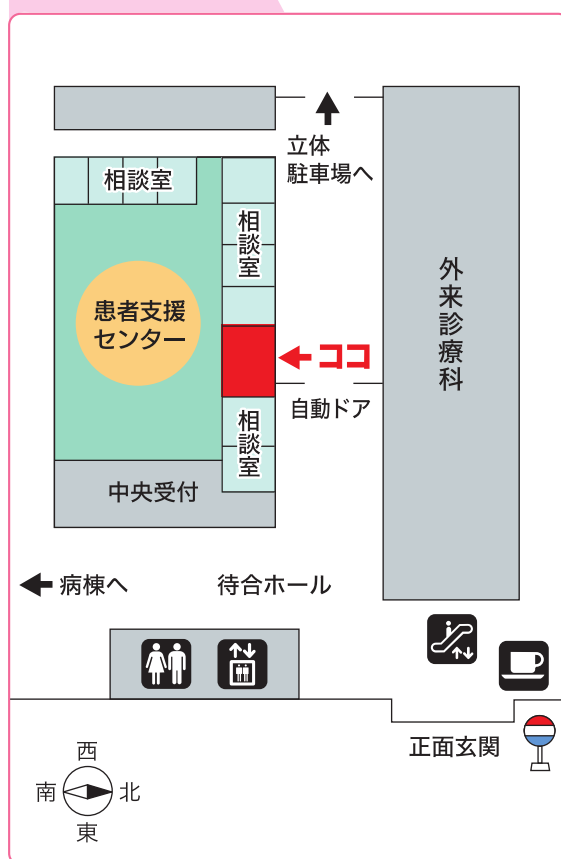 立体
駐車場へ
相談室
相談室
患者支援
センター
外来診療科
ココ
自動ドア
相談室
中央受付
病棟へ
待合ホール
正面玄関
西
南
北
東